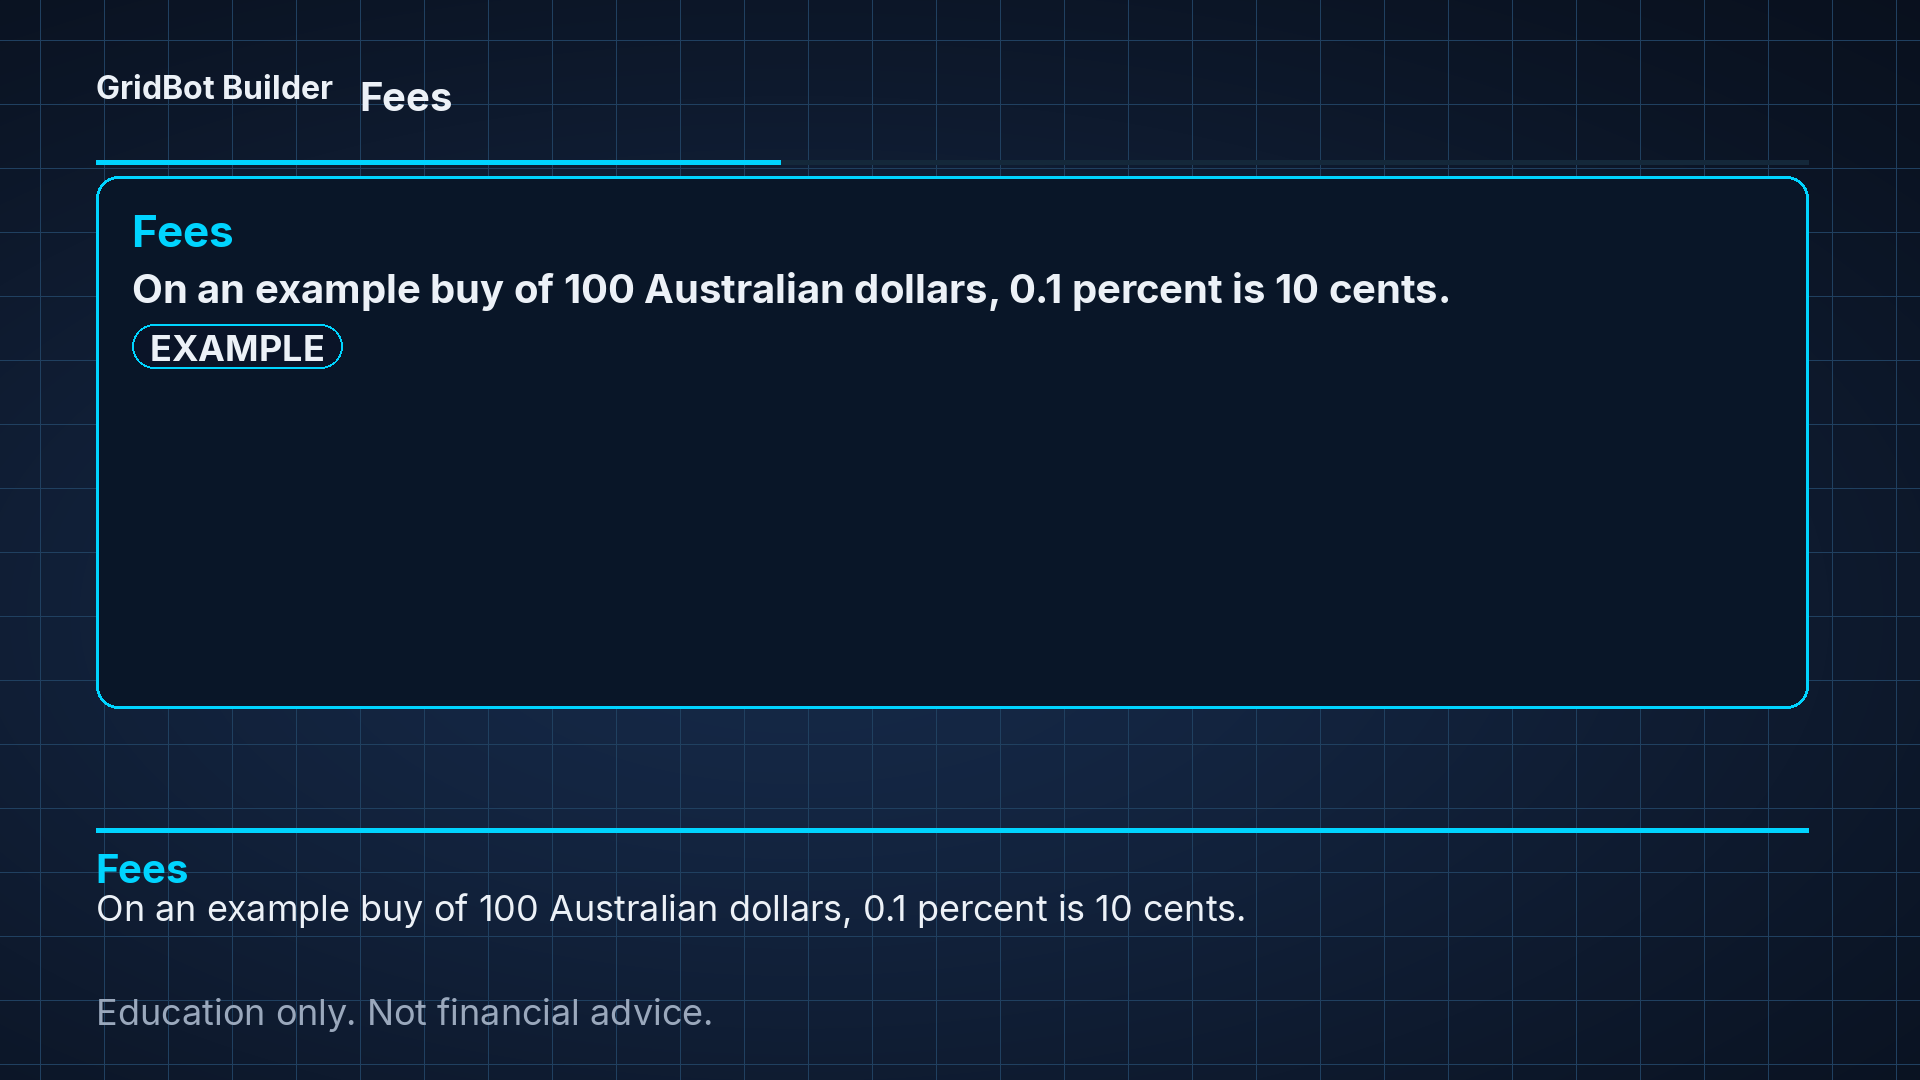 GridBot Builder Fees
Fees
On an example buy of 100 Australian dollars, 0.1 percent is 10 cents.
EXAMPLE
Fees
On an example buy of 100 Australian dollars, 0.1 percent is 10 cents.
Education only. Not financial advice.